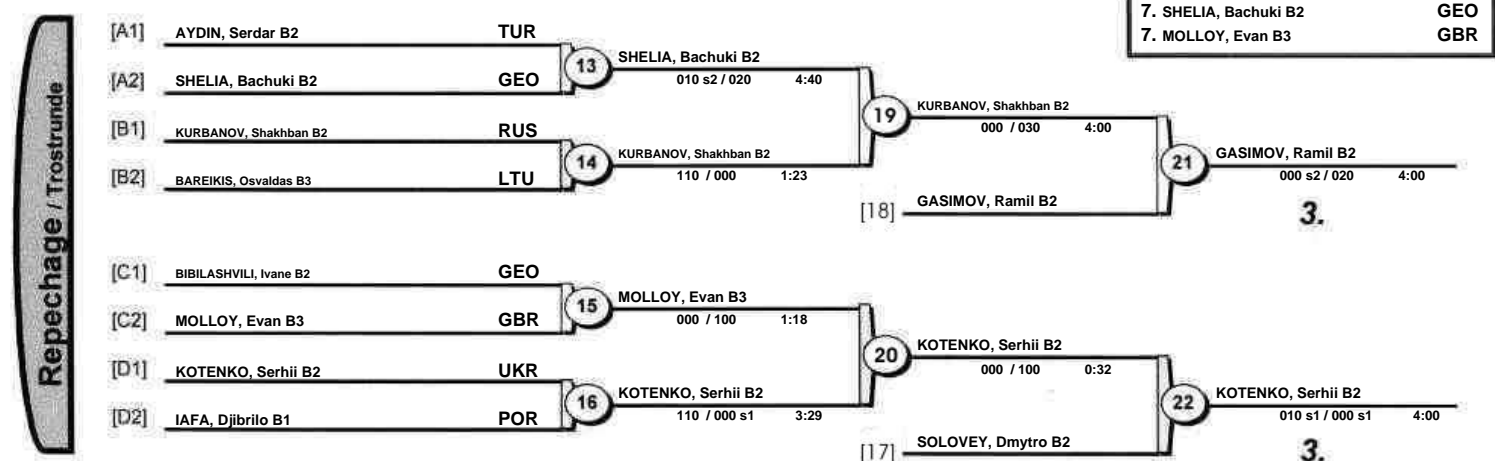 7. SHELIA, Bachuki B2 GEO
7. MOLLOY, Evan B3 GBR
Repechage / Trostrunde
[A1] AYDIN, Serdar B2 TUR
[A2] SHELIA, Bachuki B2 GEO
13 SHELIA, Bachuki B2
010 s2 / 020 4:40
[B1] KURBANOV, Shakhban B2 RUS
[B2] BAREIKIS, Osvaldas B3 LTU
14 KURBANOV, Shakhban B2
110 / 000 1:23
19 KURBANOV, Shakhban B2
000 / 030 4:00
[18] GASIMOV, Ramil B2
21 GASIMOV, Ramil B2
000 s2 / 020 4:00
3.
[C1] BIBILASHVILI, Ivane B2 GEO
[C2] MOLLOY, Evan B3 GBR
15 MOLLOY, Evan B3
000 / 100 1:18
[D1] KOTENKO, Serhii B2 UKR
[D2] IAFA, Djibrilo B1 POR
16 KOTENKO, Serhii B2
110 / 000 s1 3:29
20 KOTENKO, Serhii B2
000 / 100 0:32
[17] SOLOVEY, Dmytro B2
22 KOTENKO, Serhii B2
010 s1 / 000 s1 4:00
3.